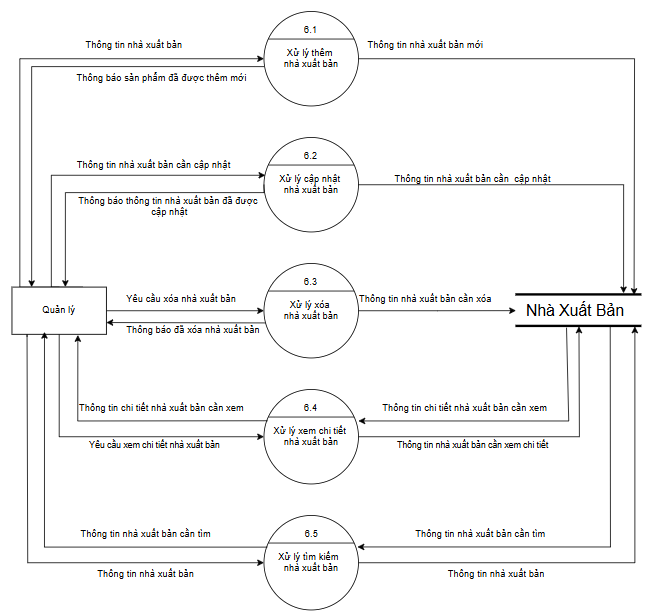 6.1
Thông tin nhà xuất bản
Xử lý thêm
nhà xuất bản
Thông tin nhà xuất bản mới
Thông báo sản phẩm đã được thêm mới
6.2
Thông tin nhà xuất bản cần cập nhật
Xử lý cập nhật
nhà xuất bản
Thông tin nhà xuất bản cần cập nhật
Thông báo thông tin nhà xuất bản đã được
cập nhật
6.3
Quản lý
Yêu cầu xóa nhà xuất bản
Xử lý xóa
nhà xuất bản
Thông tin nhà xuất bản cần xóa
Nhà Xuất Bản
Thông báo đã xóa nhà xuất bản
6.4
Thông tin chi tiết nhà xuất bản cần xem
Thông tin chi tiết nhà xuất bản cần xem
Xử lý xem chi tiết
nhà xuất bản
Yêu cầu xem chi tiết nhà xuất bản
Thông tin nhà xuất bản cần xem chi tiết
6.5
Thông tin nhà xuất bản cần tìm
Thông tin nhà xuất bản cần tìm
Xử lý tìm kiếm
nhà xuất bản
Thông tin nhà xuất bản
Thông tin nhà xuất bản